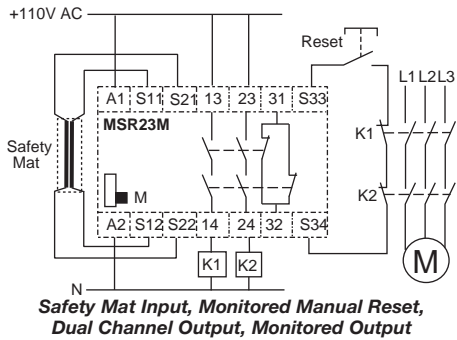 +110V AC
Reset
L1 L2 L3
A1 S11 S21 13 23 31 S33
MSR23M
K1
Safety
Mat
K2
M
A2 S12 S22 14 24 32 S34
K1 K2
M
N
Safety Mat Input, Monitored Manual Reset,
Dual Channel Output, Monitored Output